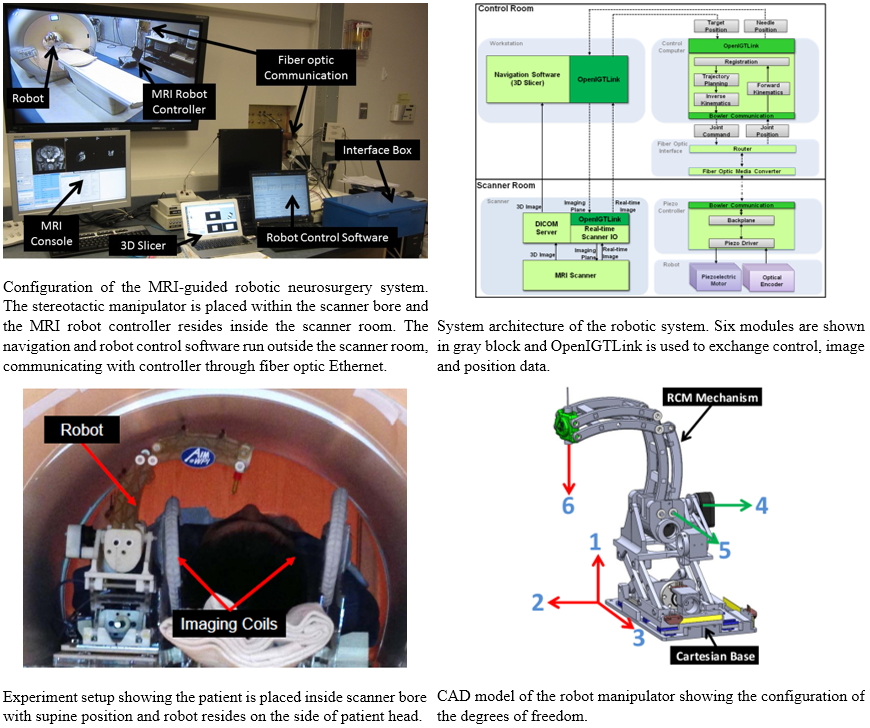 Fiber optic
Communication
Robot
MRI Robot
Controller
Interface Box
MRI
Console
3D Slicer
Robot Control Software
Configuration of the MRI-guided robotic neurosurgery system.
The stereotactic manipulator is placed within the scanner bore and
the MRI robot controller resides inside the scanner room. The
navigation and robot control software run outside the scanner room,
communicating with controller through fiber optic Ethernet.
Control Room
Workstation
Navigation Software
(3D Slicer)
OpenIGTLink
Target
Position
Needle
Position
Control
Computer
OpenIGTLink
Registration
Trajectory
Planning
Inverse
Kinematics
Forward
Kinematics
Bowler Communication
Joint
Command
Joint
Position
Fiber Optic
Interface
Router
Fiber Optic Media Converter
Scanner Room
Scanner
3D Image
Imaging
Plane
Real-time
Image
DICOM
Server
OpenIGTLink
Real-time
Scanner IO
3D Image
Imaging
Plane
Real-time
Image
MRI Scanner
Piezo
Controller
Bowler Communication
Backplane
Piezo Driver
Robot
Piezoelectric
Motor
Optical
Encoder
System architecture of the robotic system. Six modules are shown
in gray block and OpenIGTLink is used to exchange control, image
and position data.
Robot
AIM
WPI
Imaging Coils
Experiment setup showing the patient is placed inside scanner bore
with supine position and robot resides on the side of patient head.
RCM Mechanism
6
4
5
1
2
3
Cartesian Base
CAD model of the robot manipulator showing the configuration of
the degrees of freedom.